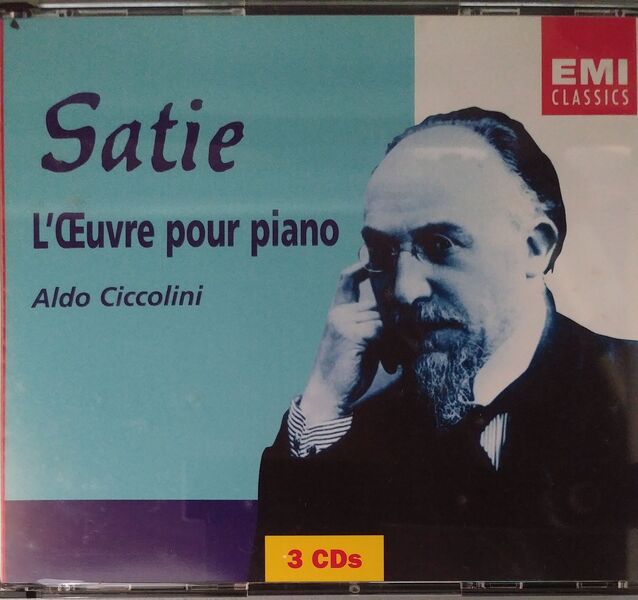 EMI
CLASSICS
Satie
L'Œuvre pour piano
Aldo Ciccolini
3 CDs